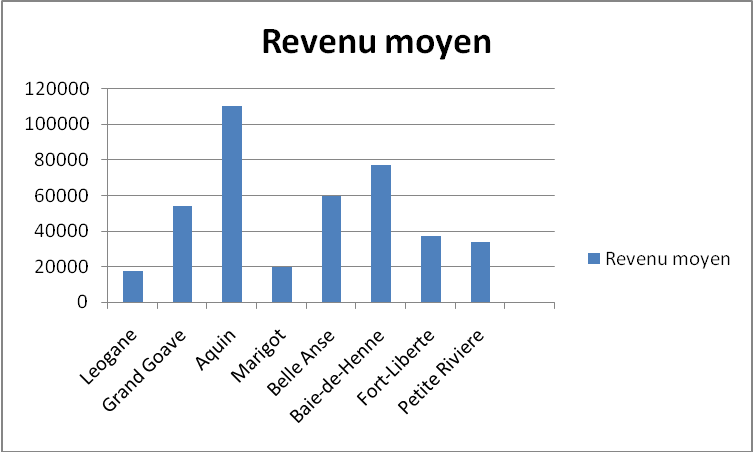 Revenu moyen
120000
100000
80000
60000
40000
20000
0
Leogane
Grand Goave
Aquin
Marigot
Belle Anse
Baie-de-Henne
Fort-Liberte
Petite Riviere
Revenu moyen